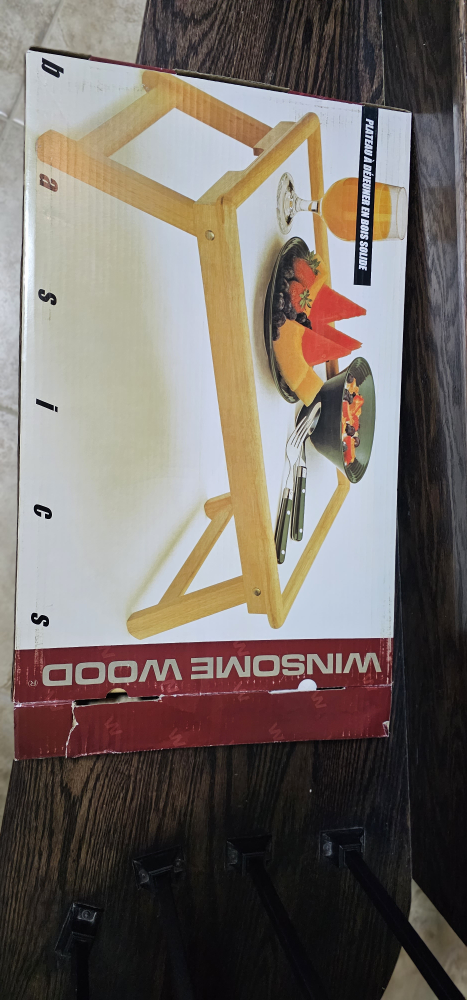 PLATEAU À DÉJEUNER EN BOIS SOLIDE
basics
WINSOME WOOD®